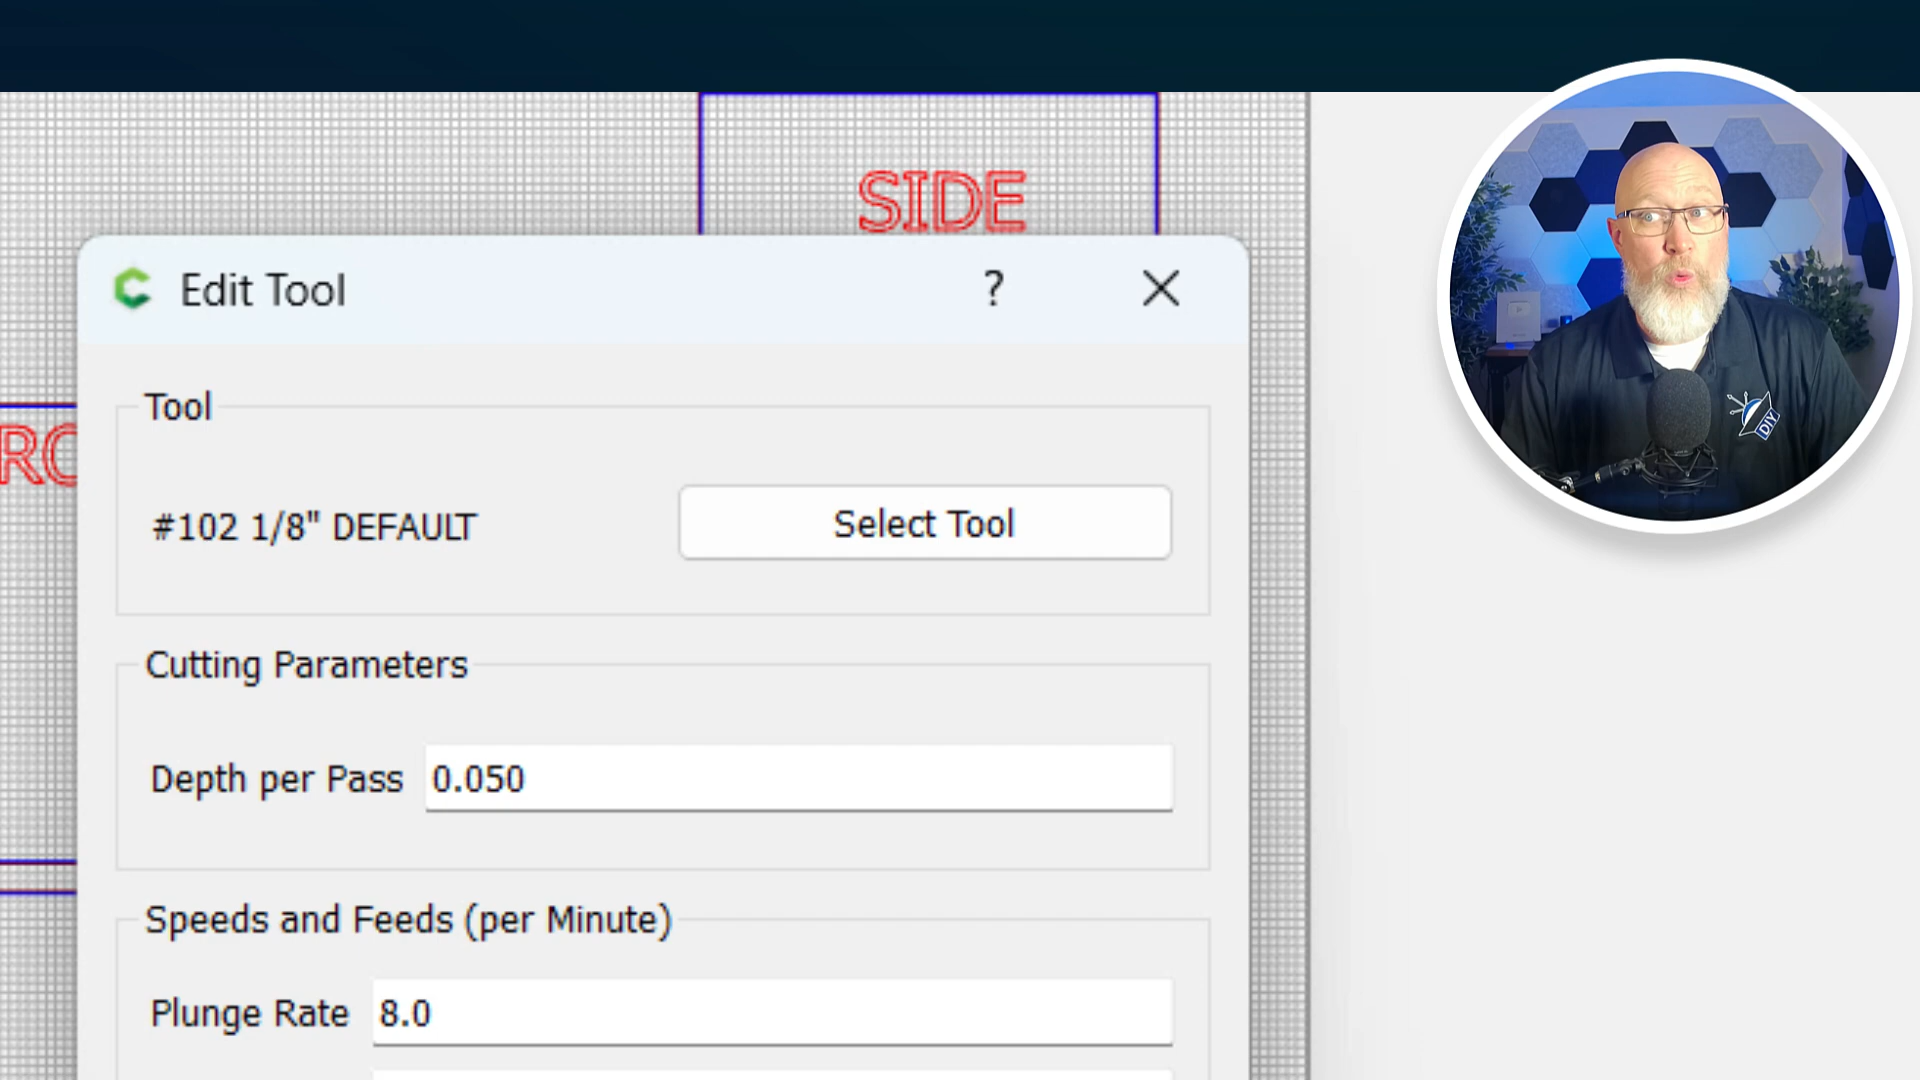 SIDE
Edit Tool
Tool
#102 1/8" DEFAULT
Select Tool
Cutting Parameters
Depth per Pass 0.050
Speeds and Feeds (per Minute)
Plunge Rate 8.0
DIY